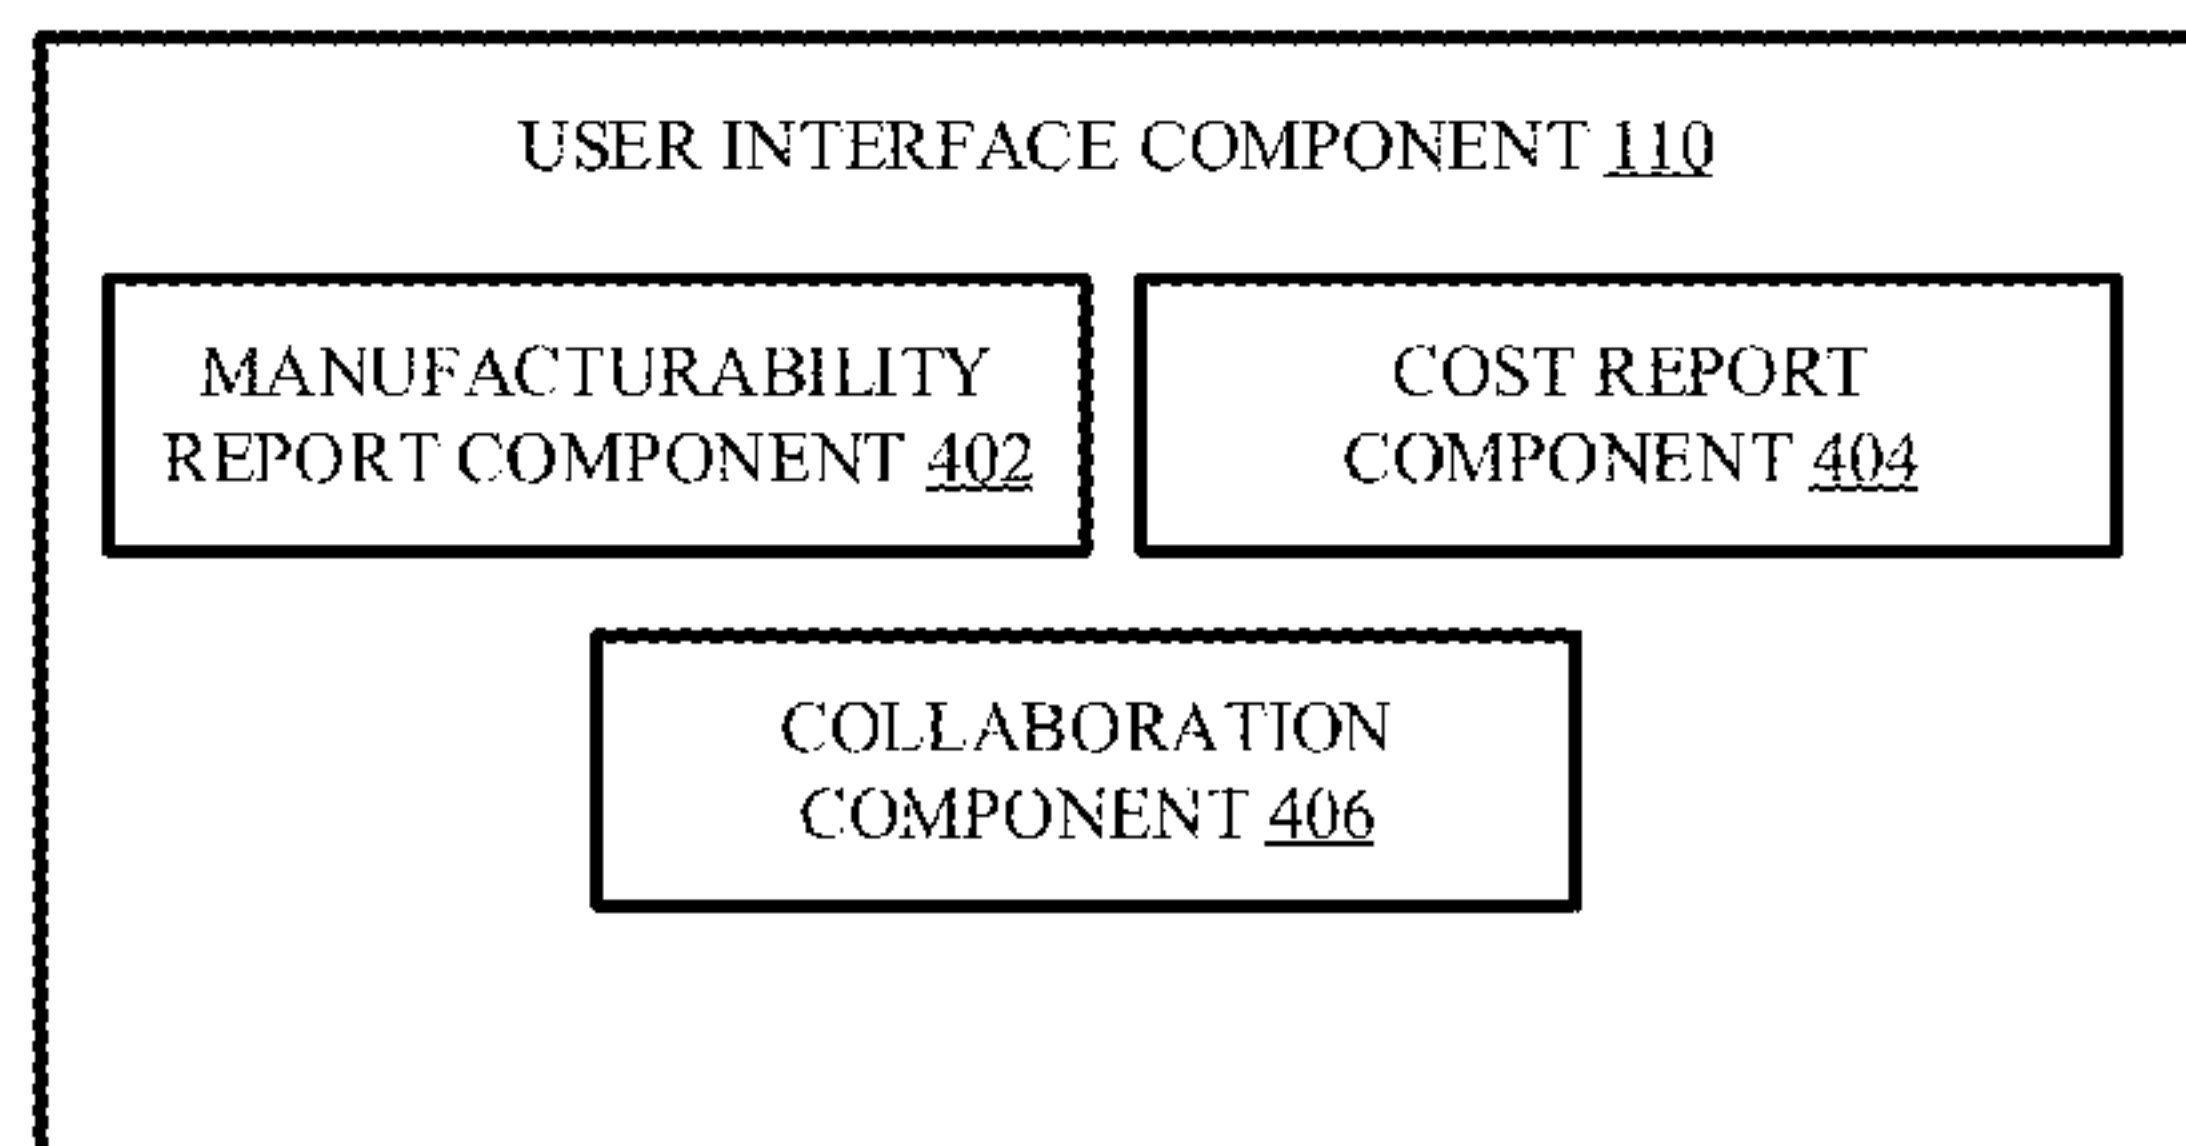 USER INTERFACE COMPONENT 110
MANUFACTURABILITY
REPORT COMPONENT 402
COST REPORT
COMPONENT 404
COLLABORATION
COMPONENT 406